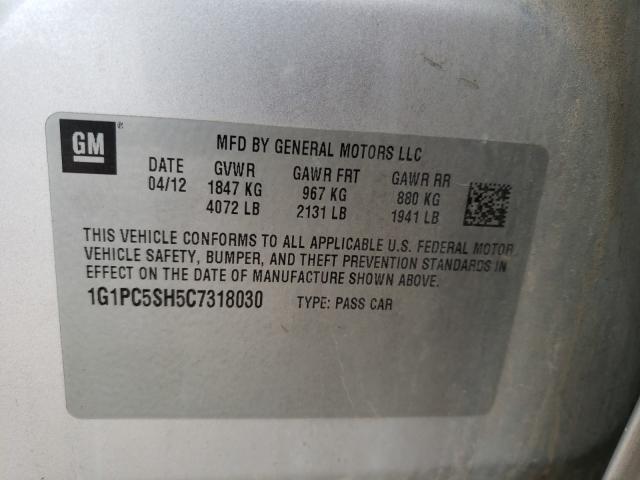 GM®
MFD BY GENERAL MOTORS LLC
DATE GVWR GAWR FRT GAWR RR
04/12 1847 KG 967 KG 880 KG
4072 LB 2131 LB 1941 LB
THIS VEHICLE CONFORMS TO ALL APPLICABLE U.S. FEDERAL MOTOR
VEHICLE SAFETY, BUMPER, AND THEFT PREVENTION STANDARDS IN
EFFECT ON THE DATE OF MANUFACTURE SHOWN ABOVE.
1G1PC5SH5C7318030 TYPE: PASS CAR